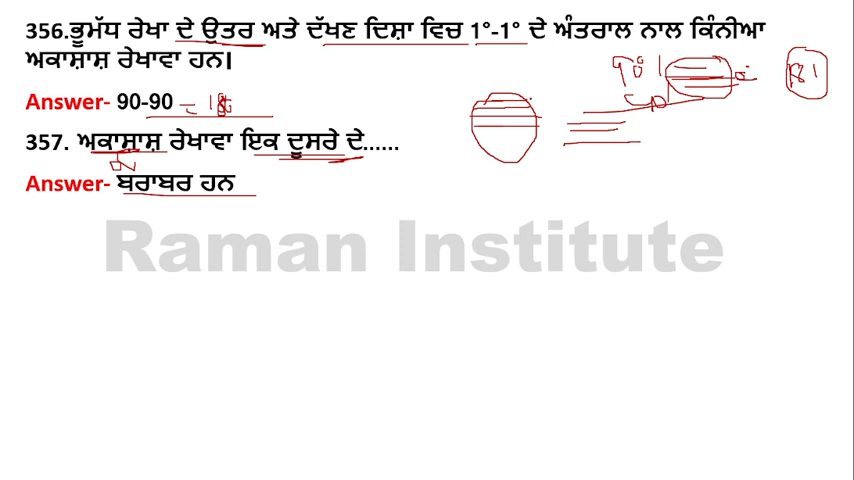 356.ਭੂਮੱਧ ਰੇਖਾ ਦੇ ਉਤਰ ਅਤੇ ਦੱਖਣ ਦਿਸ਼ਾ ਵਿਚ 1°-1° ਦੇ ਅੰਤਰਾਲ ਨਾਲ ਕਿੰਨੀਆ
ਅਕਾਸ਼ਾਸ਼ ਰੇਖਾਵਾ ਹਨ।
181
Answer- 90-90
357. ਅਕਾਸ਼ਾਸ਼ ਰੇਖਾਵਾ ਇਕ ਦੂਸਰੇ ਦੇ......
Answer- ਬਰਾਬਰ ਹਨ
Raman Institute